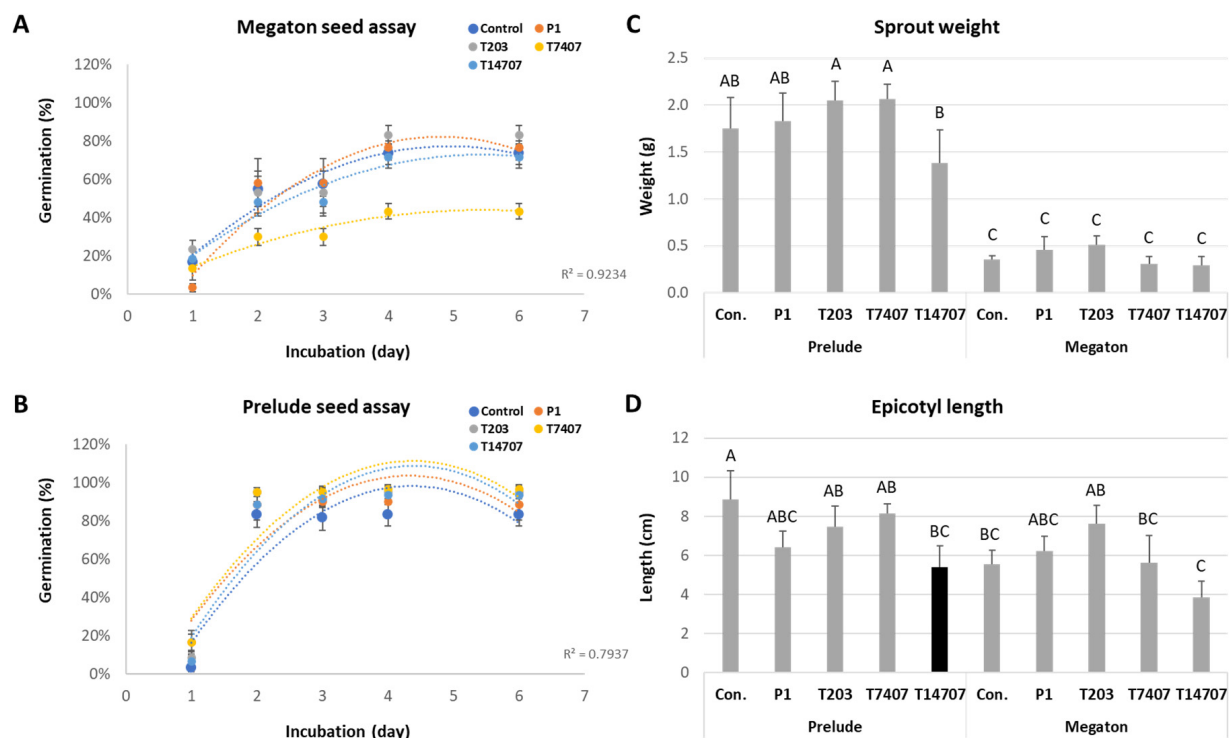 A
Megaton seed assay
Control
P1
T203
T7407
T14707
120%
100%
80%
60%
40%
20%
0%
Germination (%)
R² = 0.9234
0 1 2 3 4 5 6 7
Incubation (day)
B
Prelude seed assay
Control
P1
T203
T7407
T14707
120%
100%
80%
60%
40%
20%
0%
Germination (%)
R² = 0.7937
0 1 2 3 4 5 6 7
Incubation (day)
C
Sprout weight
2.5
2.0
1.5
1.0
0.5
0.0
Weight (g)
AB AB A A B C C C C C
Con. P1 T203 T7407 T14707 Con. P1 T203 T7407 T14707
Prelude Megaton
D
Epicotyl length
12
10
8
6
4
2
0
Length (cm)
A ABC AB AB BC BC ABC AB BC C
Con. P1 T203 T7407 T14707 Con. P1 T203 T7407 T14707
Prelude Megaton